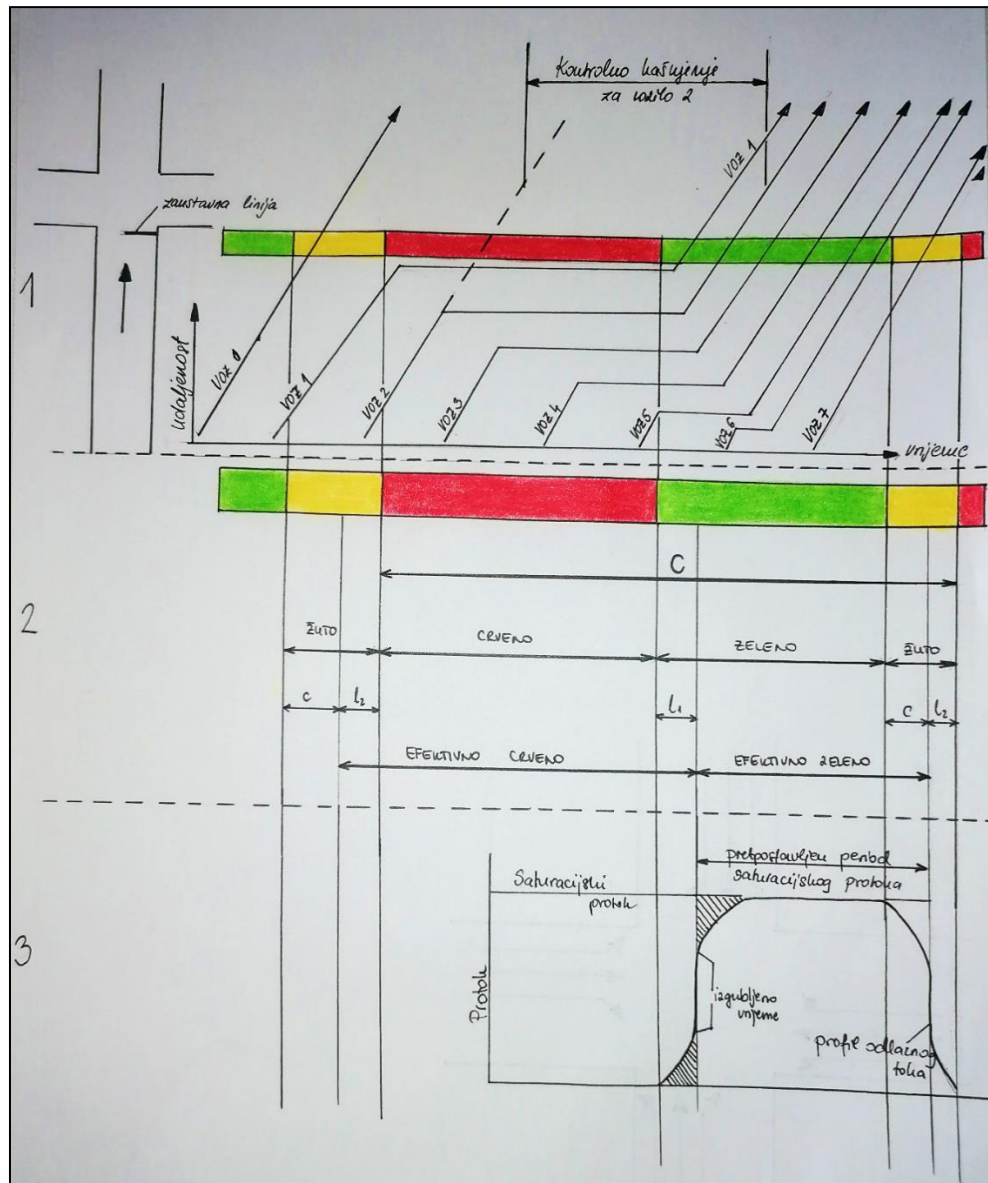 Kontrolno kašnjenje
za vozilo 2
zaustavna linija
1
Udaljenost
VOZ 0
VOZ 1
VOZ 2
VOZ 3
VOZ 4
VOZ 5
VOZ 6
VOZ 7
VOZ 1
vrijeme
2
C
ŽUTO
CRVENO
ZELENO
ŽUTO
c
l₂
l₁
c
l₂
EFEKTIVNO CRVENO
EFEKTIVNO ZELENO
3
Saturacijski
protok
pretpostavljen period
saturacijskog protoka
Protok
izgubljeno
vrijeme
profil odlaznog
toka